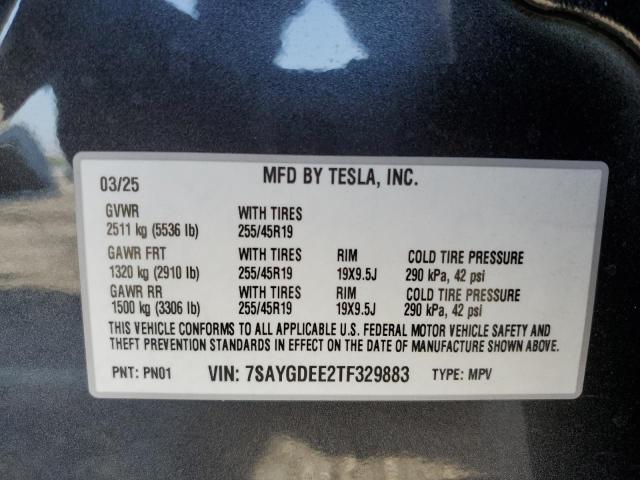 03/25 MFD BY TESLA, INC.
GVWR WITH TIRES
2511 kg (5536 lb) 255/45R19
GAWR FRT WITH TIRES RIM COLD TIRE PRESSURE
1320 kg (2910 lb) 255/45R19 19X9.5J 290 kPa, 42 psi
GAWR RR WITH TIRES RIM COLD TIRE PRESSURE
1500 kg (3306 lb) 255/45R19 19X9.5J 290 kPa, 42 psi
THIS VEHICLE CONFORMS TO ALL APPLICABLE U.S. FEDERAL MOTOR VEHICLE SAFETY AND
THEFT PREVENTION STANDARDS IN EFFECT ON THE DATE OF MANUFACTURE SHOWN ABOVE.
PNT: PN01 VIN: 7SAYGDEE2TF329883 TYPE: MPV